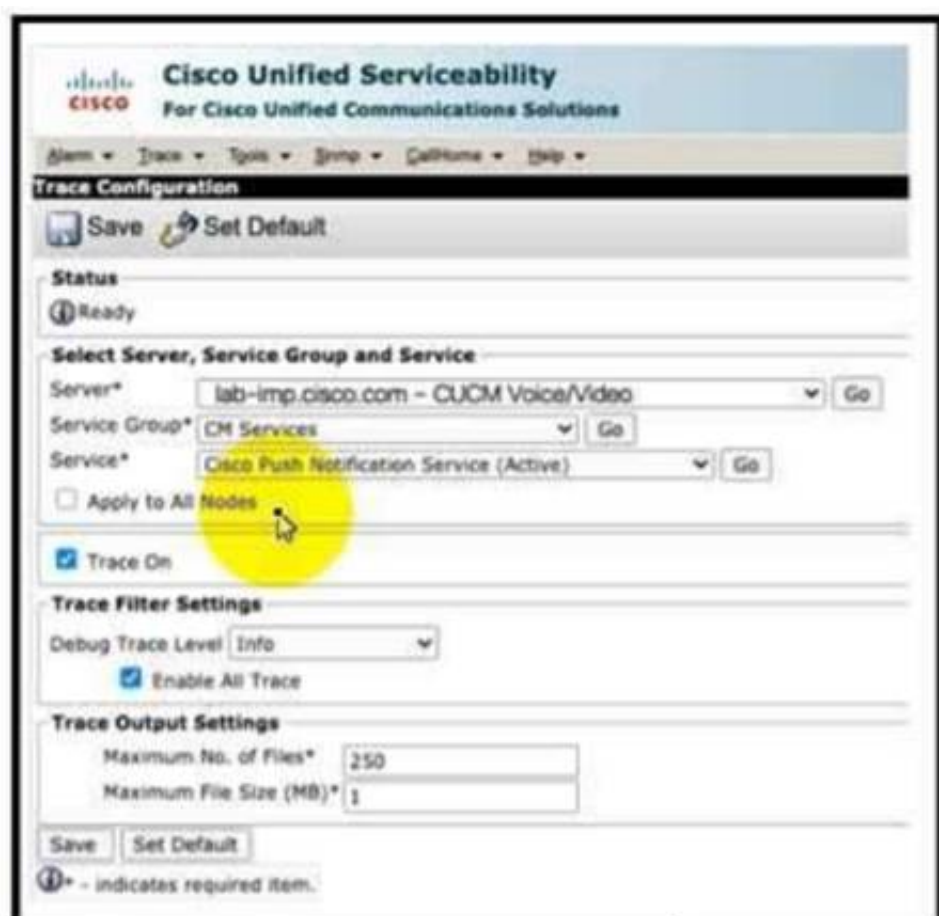 Cisco Unified Serviceability
CISCO
For Cisco Unified Communications Solutions
Alarm Trace Tools Snmp CallHome Help
Trace Configuration
Save Set Default
Status
Ready
Select Server, Service Group and Service
Server* lab-imp.cisco.com – CUCM Voice/Video Go
Service Group* CM Services Go
Service* Cisco Push Notification Service (Active) Go
Apply to All Nodes
Trace On
Trace Filter Settings
Debug Trace Level Info
Enable All Trace
Trace Output Settings
Maximum No. of Files* 250
Maximum File Size (MB)* 1
Save Set Default
* - indicates required item.